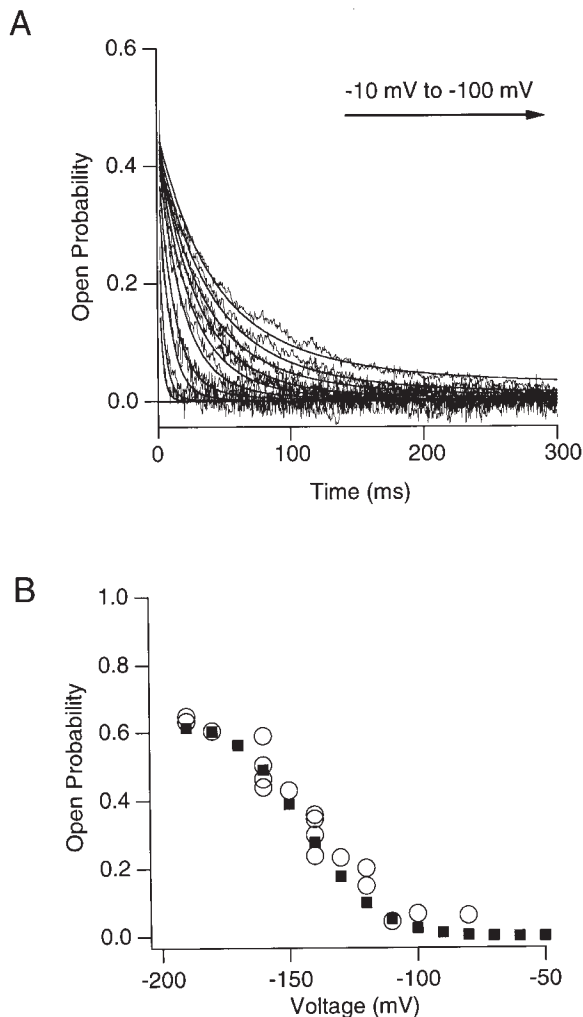 A
0.6
-10 mV to -100 mV
0.4
Open Probability
0.2
0.0
0 100 200 300
Time (ms)
B
1.0
0.8
Open Probability
0.6
0.4
0.2
0.0
-200 -150 -100 -50
Voltage (mV)